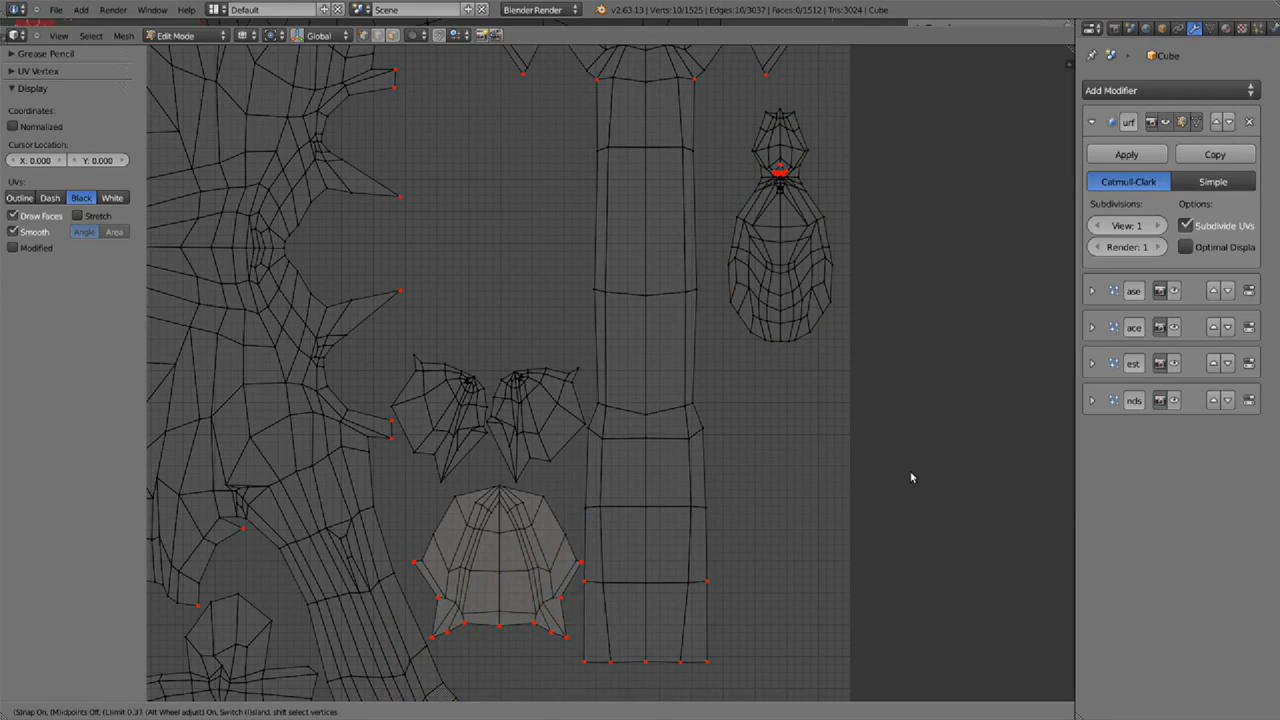 File Add Render Window Help Default Scene Blender Render v2.63.13 | Verts:10/1525 | Edges:10/3037 | Faces:0/1512 | Tris:3024 | Cube
View Select Mesh Edit Mode Global
Grease Pencil
UV Vertex
Display
Coordinates:
Normalized
Cursor Location:
X: 0.000 Y: 0.000
UVs:
Outline Dash Black White
Draw Faces Stretch
Smooth Angle Area
Modified
Cube
Add Modifier
urf
Apply Copy
Catmull-Clark Simple
Subdivisions: Options:
View: 1 Subdivide UVs
Render: 1 Optimal Displa
ase
ace
est
nds
(S)nap On, (M)idpoints Off, (L)imit 0.37 (Alt Wheel adjust) On, Switch (I)sland, shift select vertices